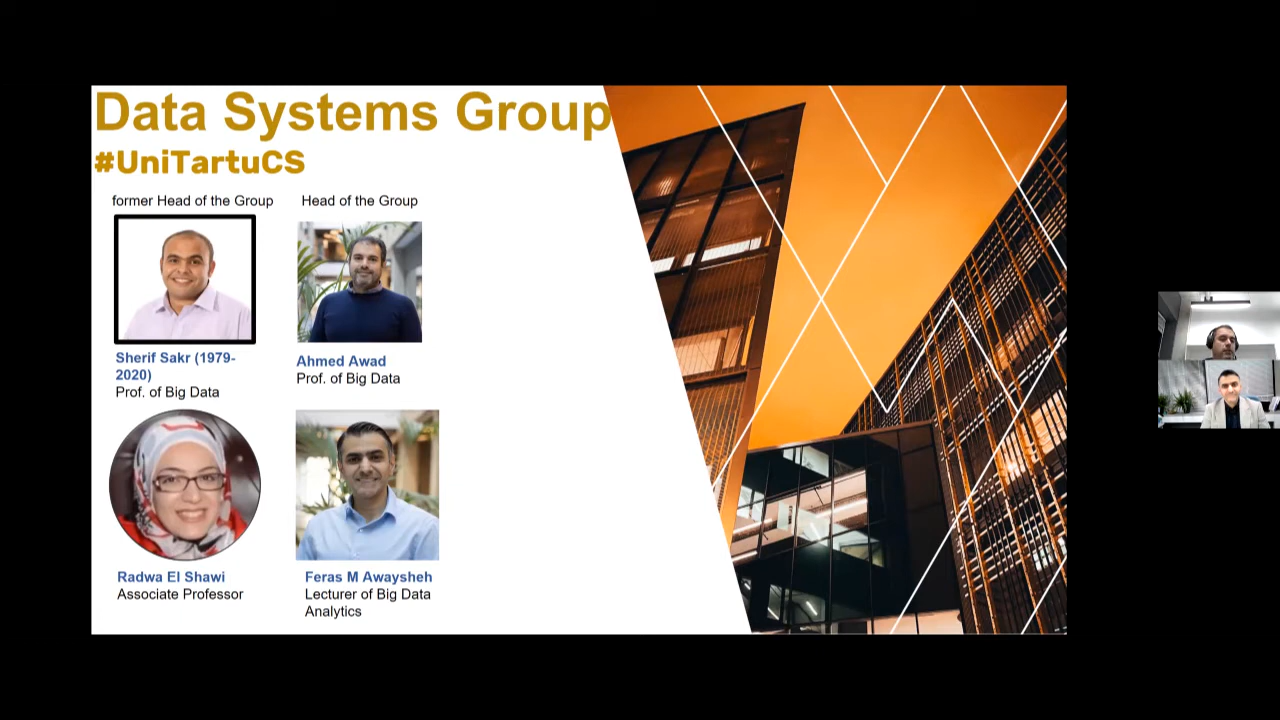 Data Systems Group
#UniTartuCS
former Head of the Group
Head of the Group
Sherif Sakr (1979-
2020)
Prof. of Big Data
Ahmed Awad
Prof. of Big Data
Radwa El Shawi
Associate Professor
Feras M Awaysheh
Lecturer of Big Data
Analytics